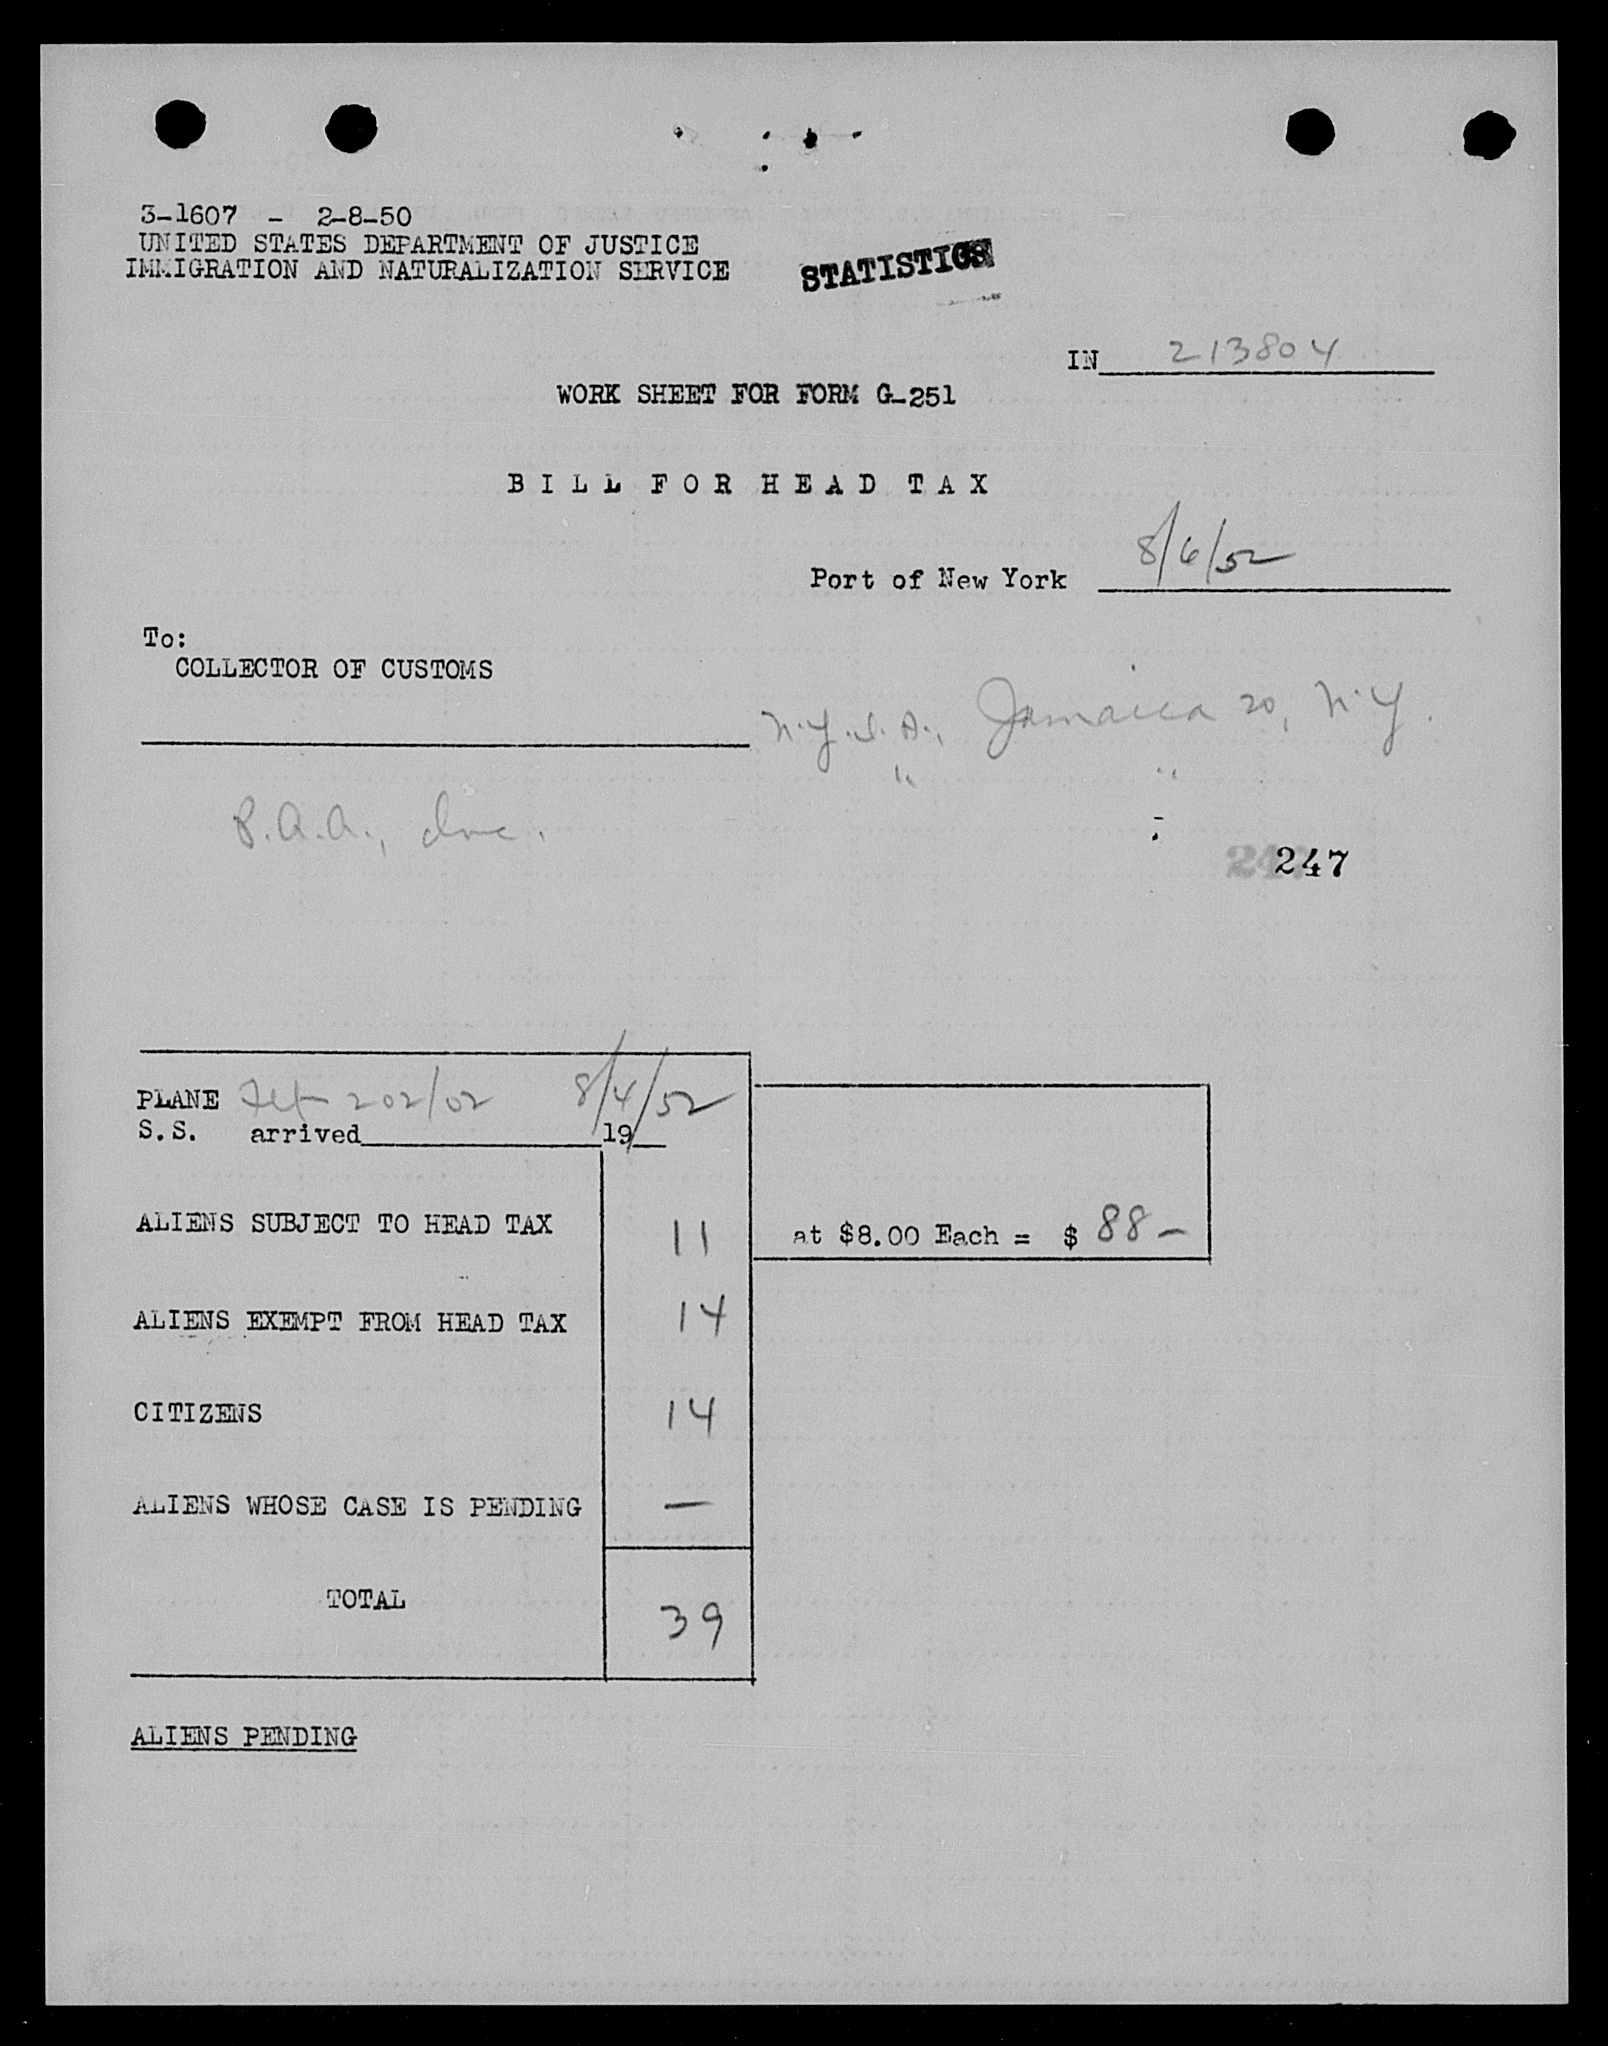 3-1607 - 2-8-50
UNITED STATES DEPARTMENT OF JUSTICE
IMMIGRATION AND NATURALIZATION SERVICE
STATISTICS
IN 213804
WORK SHEET FOR FORM G-251
BILL FOR HEAD TAX
Port of New York 8/6/52
To:
COLLECTOR OF CUSTOMS
N.Y.I.A., Jamaica 20, N.Y.
" "
P.A.A., Inc.
247
PLANE Flt 202/02 8/4/52
S.S. arrived 19
ALIENS SUBJECT TO HEAD TAX 11 at $8.00 Each = $ 88-
ALIENS EXEMPT FROM HEAD TAX 14
CITIZENS 14
ALIENS WHOSE CASE IS PENDING —
TOTAL 39
ALIENS PENDING